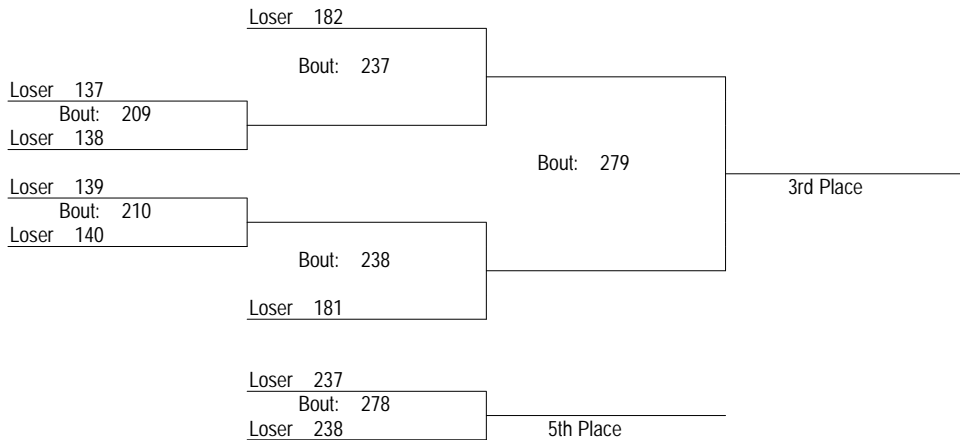 Loser 182
Bout: 237
Loser 137
Bout: 209
Loser 138
Bout: 279
3rd Place
Loser 139
Bout: 210
Loser 140
Bout: 238
Loser 181
Loser 237
Bout: 278
Loser 238
5th Place